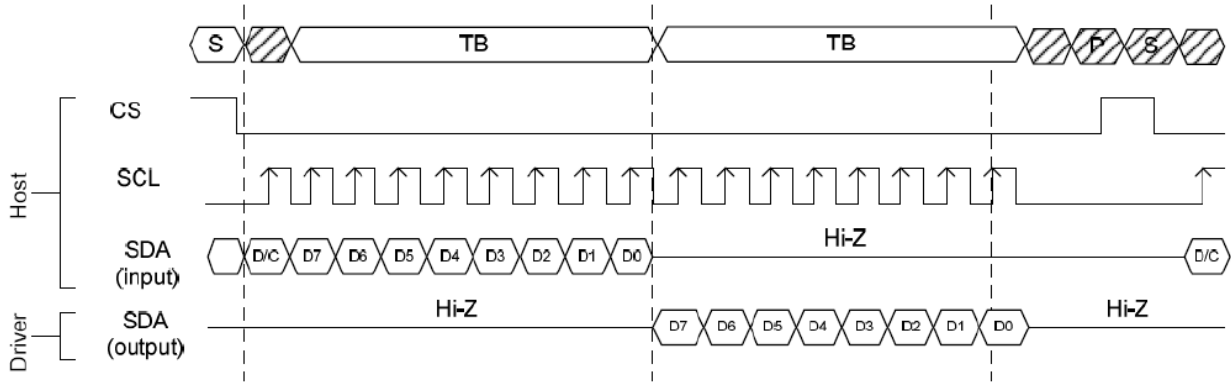 S TB TB P S
CS
SCL
Host
SDA
(input)
D/C D7 D6 D5 D4 D3 D2 D1 D0 Hi-Z D/C
Driver
SDA
(output)
Hi-Z D7 D6 D5 D4 D3 D2 D1 D0 Hi-Z